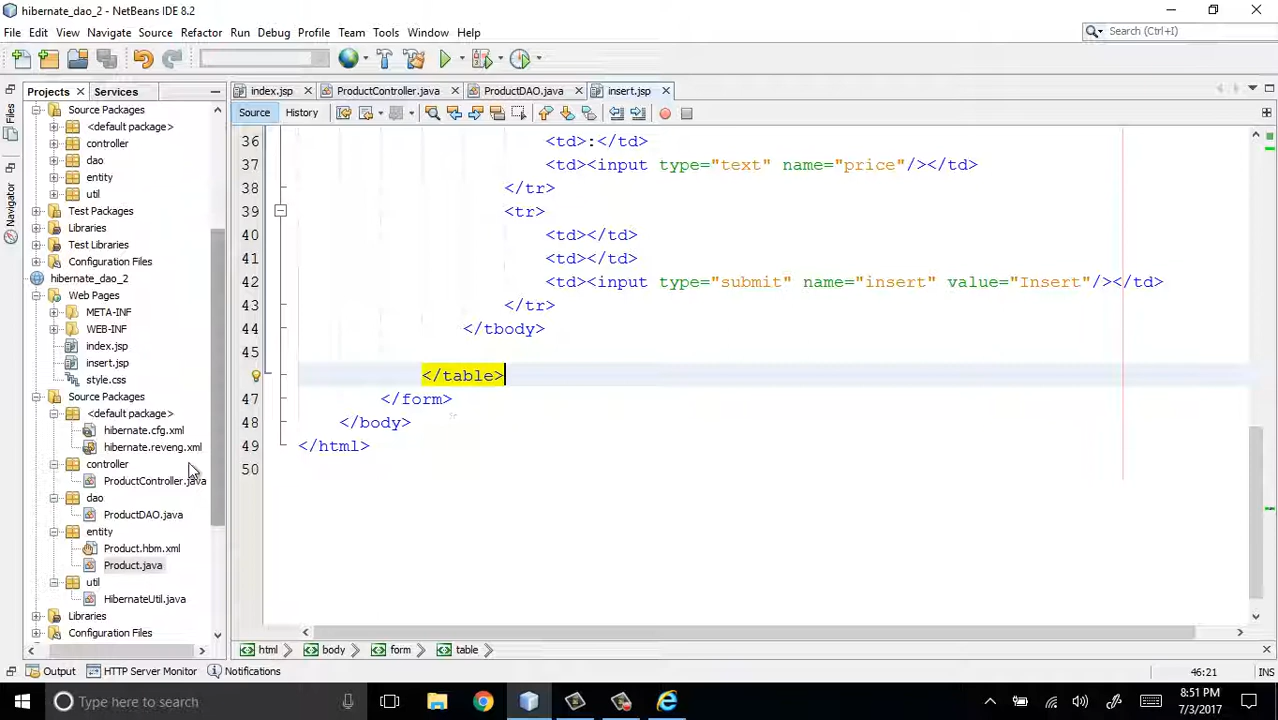 hibernate_dao_2 - NetBeans IDE 8.2
File Edit View Navigate Source Refactor Run Debug Profile Team Tools Window Help
Search (Ctrl+I)
Projects Services
index.jsp ProductController.java ProductDAO.java insert.jsp
Source History
Files
Navigator
Source Packages
<default package>
controller
dao
entity
util
Test Packages
Libraries
Test Libraries
Configuration Files
hibernate_dao_2
Web Pages
META-INF
WEB-INF
index.jsp
insert.jsp
style.css
Source Packages
<default package>
hibernate.cfg.xml
hibernate.reveng.xml
controller
ProductController.java
dao
ProductDAO.java
entity
Product.hbm.xml
Product.java
util
HibernateUtil.java
Libraries
Configuration Files
36 <td>:</td>
37 <td><input type="text" name="price"/></td>
38 </tr>
39 <tr>
40 <td></td>
41 <td></td>
42 <td><input type="submit" name="insert" value="Insert"/></td>
43 </tr>
44 </tbody>
45
</table>
47 </form>
48 </body>
49 </html>
50
html body form table
Output HTTP Server Monitor Notifications
46:21 INS
Type here to search
8:51 PM
7/3/2017